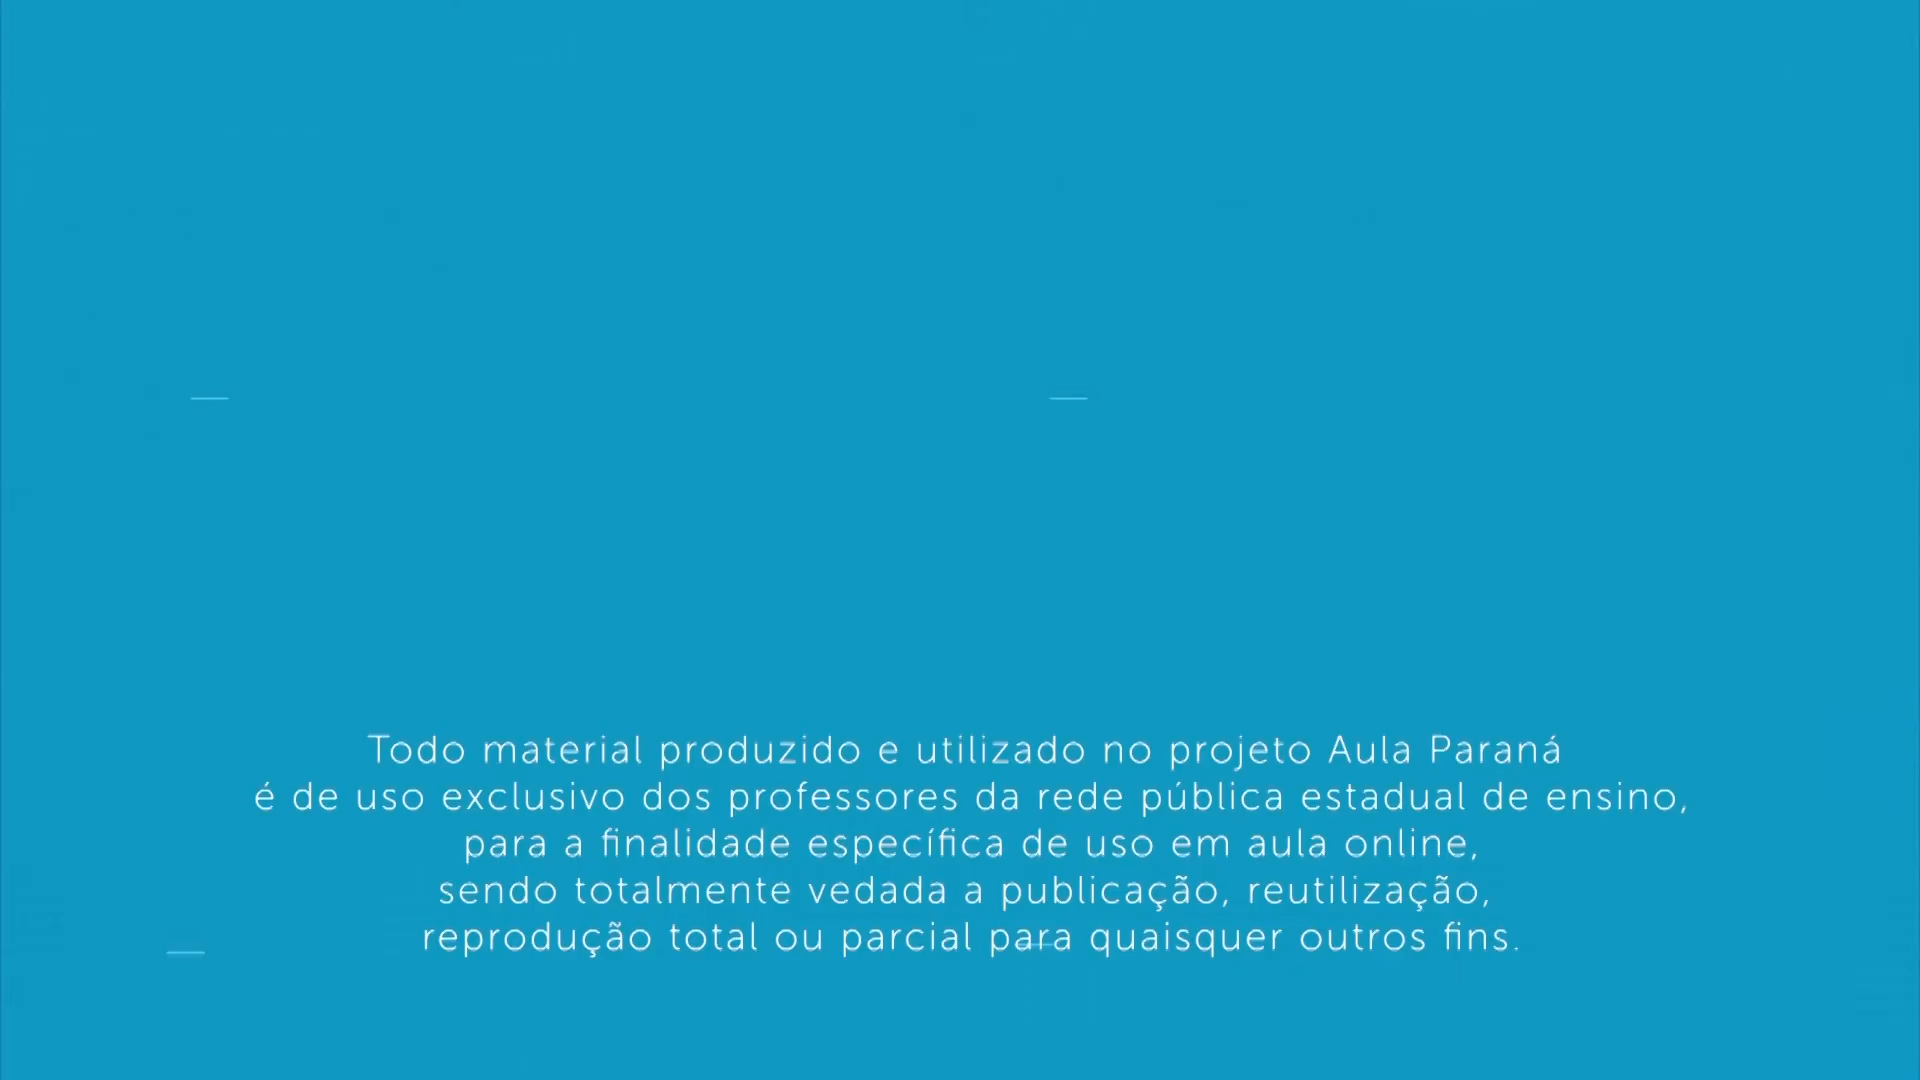 Todo material produzido e utilizado no projeto Aula Paraná
é de uso exclusivo dos professores da rede pública estadual de ensino,
para a finalidade específica de uso em aula online,
sendo totalmente vedada a publicação, reutilização,
reprodução total ou parcial para quaisquer outros fins.